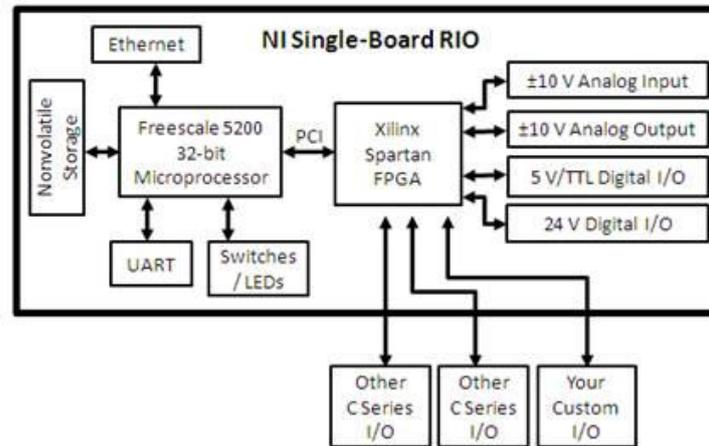 NI Single-Board RIO
Ethernet
Nonvolatile
Storage
Freescale 5200
32-bit
Microprocessor
PCI
Xilinx
Spartan
FPGA
±10 V Analog Input
±10 V Analog Output
5 V/TTL Digital I/O
24 V Digital I/O
UART
Switches
/ LEDs
Other
C Series
I/O
Other
C Series
I/O
Your
Custom
I/O